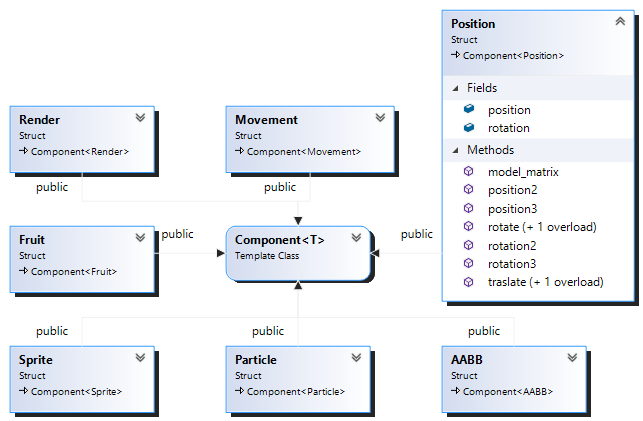 Render
Struct
Component<Render>
public
Movement
Struct
Component<Movement>
public
Position
Struct
Component<Position>
Fields
position
rotation
Methods
model_matrix
position2
position3
rotate (+ 1 overload)
rotation2
rotation3
traslate (+ 1 overload)
Fruit
Struct
Component<Fruit>
public
Component<T>
Template Class
public
public
public
public
Sprite
Struct
Component<Sprite>
Particle
Struct
Component<Particle>
AABB
Struct
Component<AABB>